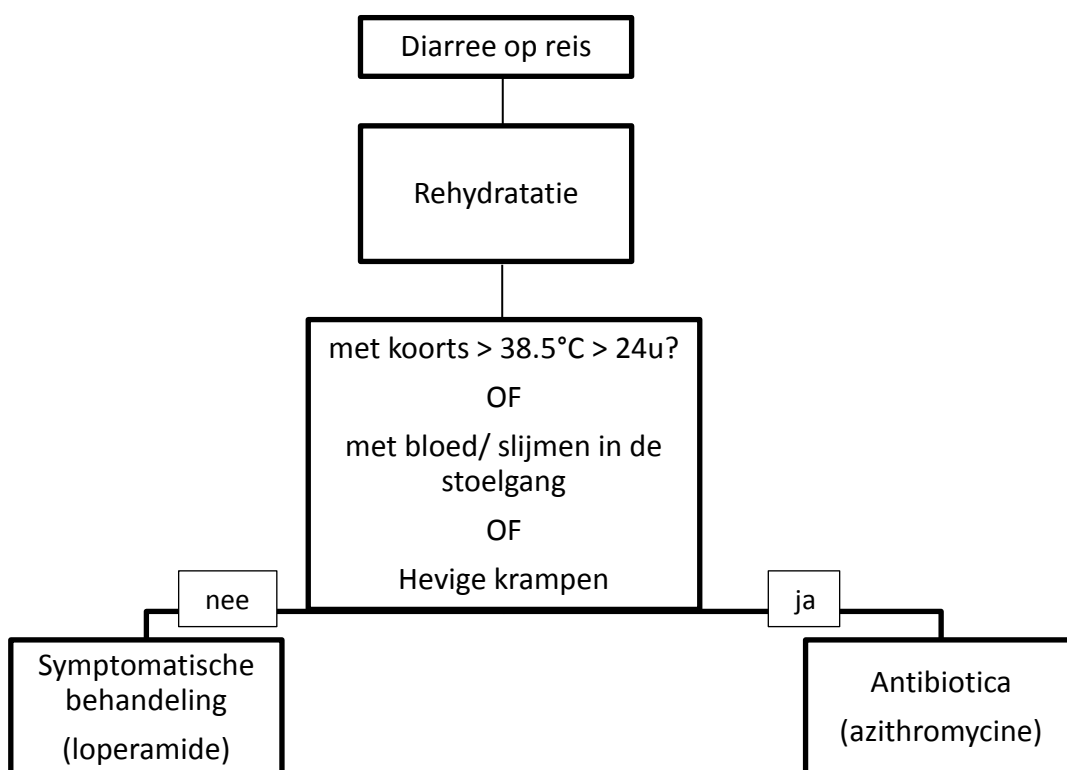 Diarree op reis
Rehydratatie
met koorts > 38.5°C > 24u?
OF
met bloed/ slijmen in de
stoelgang
OF
Hevige krampen
nee
ja
Symptomatische
behandeling
(loperamide)
Antibiotica
(azithromycine)